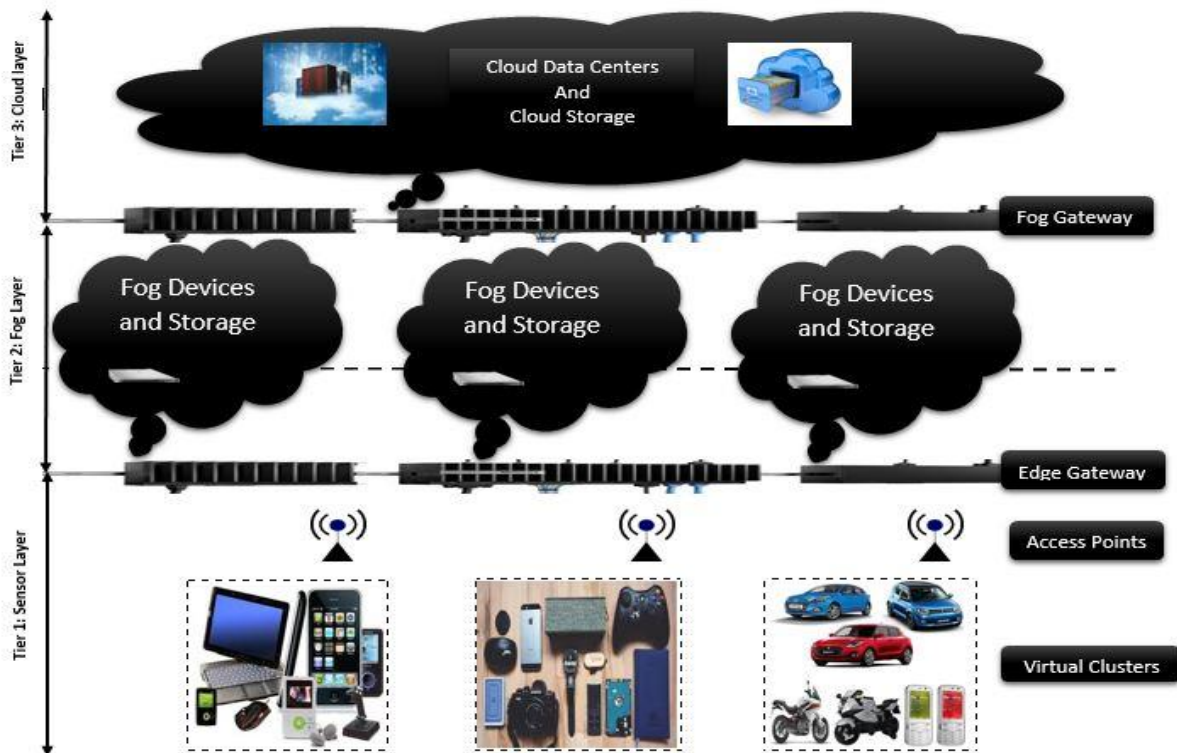 Tier 3: Cloud layer
Cloud Data Centers
And
Cloud Storage
Fog Gateway
Tier 2: Fog Layer
Fog Devices
and Storage
Fog Devices
and Storage
Fog Devices
and Storage
Edge Gateway
Tier 1: Sensor Layer
Access Points
Virtual Clusters